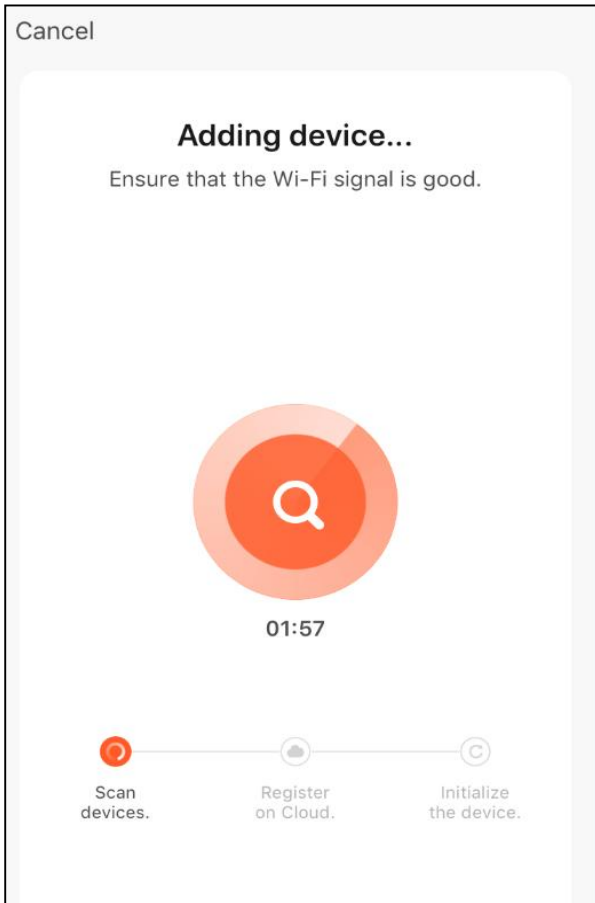 Cancel
Adding device...
Ensure that the Wi-Fi signal is good.
01:57
Scan
devices.
Register
on Cloud.
Initialize
the device.